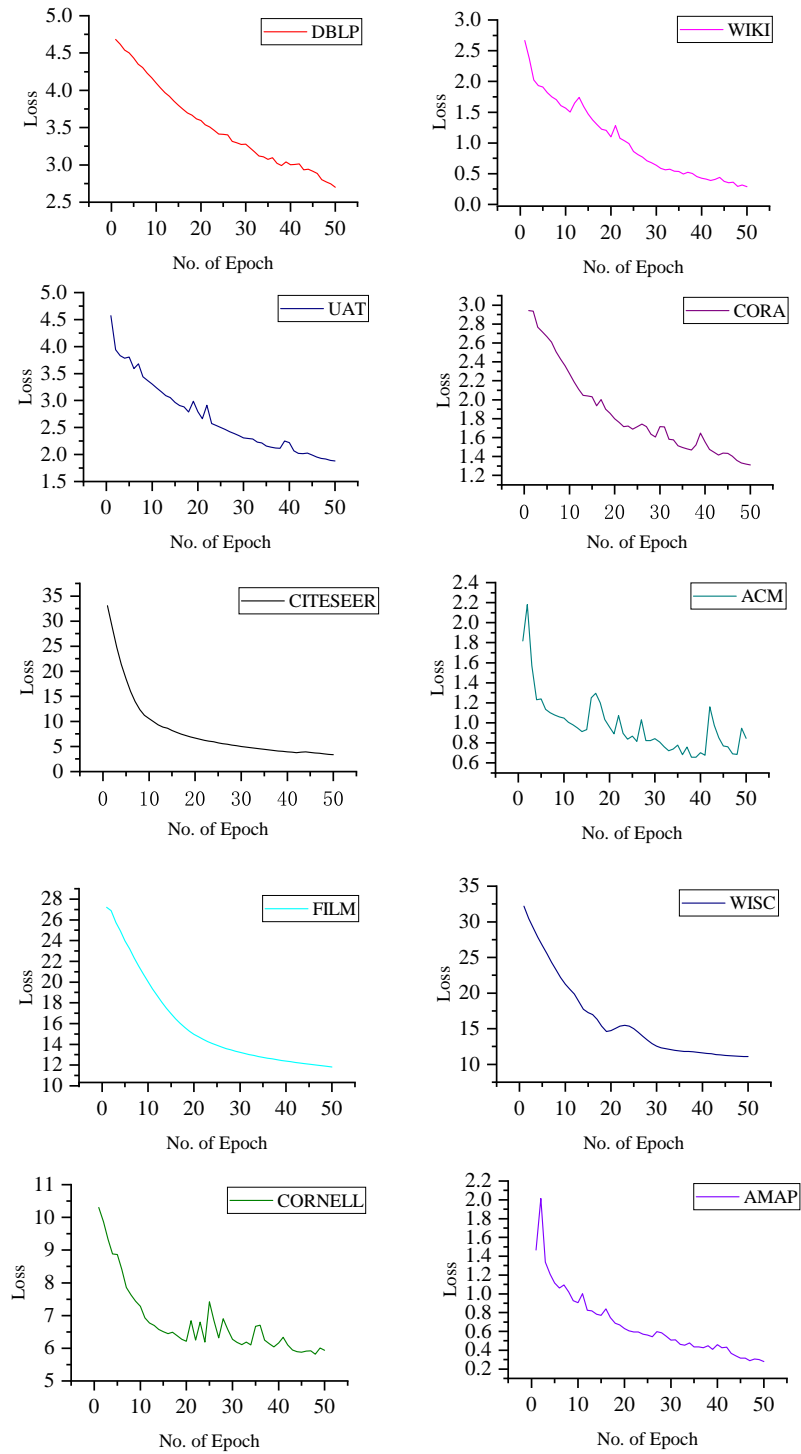 DBLP
5.0
4.5
4.0
3.5
3.0
2.5
Loss
0 10 20 30 40 50
No. of Epoch
WIKI
3.0
2.5
2.0
1.5
1.0
0.5
0.0
Loss
0 10 20 30 40 50
No. of Epoch
UAT
5.0
4.5
4.0
3.5
3.0
2.5
2.0
1.5
Loss
0 10 20 30 40 50
No. of Epoch
CORA
3.0
2.8
2.6
2.4
2.2
2.0
1.8
1.6
1.4
1.2
Loss
0 10 20 30 40 50
No. of Epoch
CITESEER
35
30
25
20
15
10
5
0
Loss
0 10 20 30 40 50
No. of Epoch
ACM
2.4
2.2
2.0
1.8
1.6
1.4
1.2
1.0
0.8
0.6
Loss
0 10 20 30 40 50
No. of Epoch
FILM
28
26
24
22
20
18
16
14
12
10
Loss
0 10 20 30 40 50
No. of Epoch
WISC
35
30
25
20
15
10
Loss
0 10 20 30 40 50
No. of Epoch
CORNELL
11
10
9
8
7
6
5
Loss
0 10 20 30 40 50
No. of Epoch
AMAP
2.2
2.0
1.8
1.6
1.4
1.2
1.0
0.8
0.6
0.4
0.2
Loss
0 10 20 30 40 50
No. of Epoch